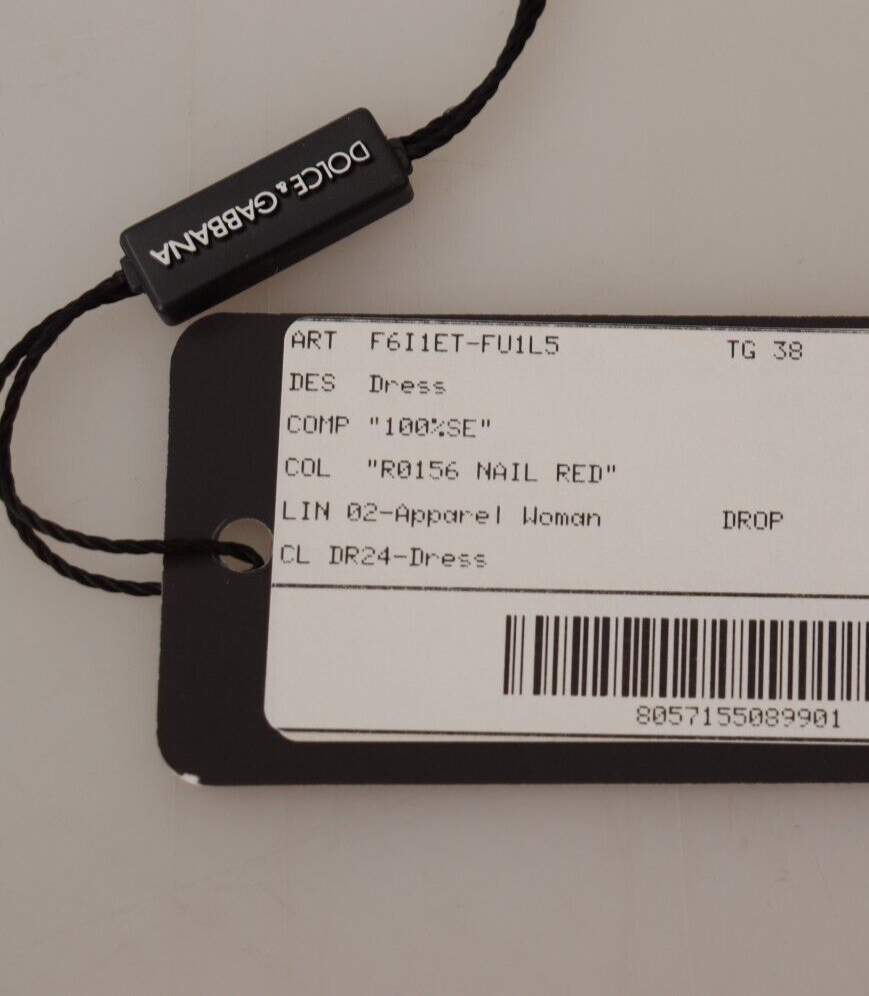 DOLCE & GABBANA
ART F6I1ET-FU1L5 TG 38
DES Dress
COMP "100%SE"
COL "R0156 NAIL RED"
LIN 02-Apparel Woman DROP
CL DR24-Dress
8057155089901